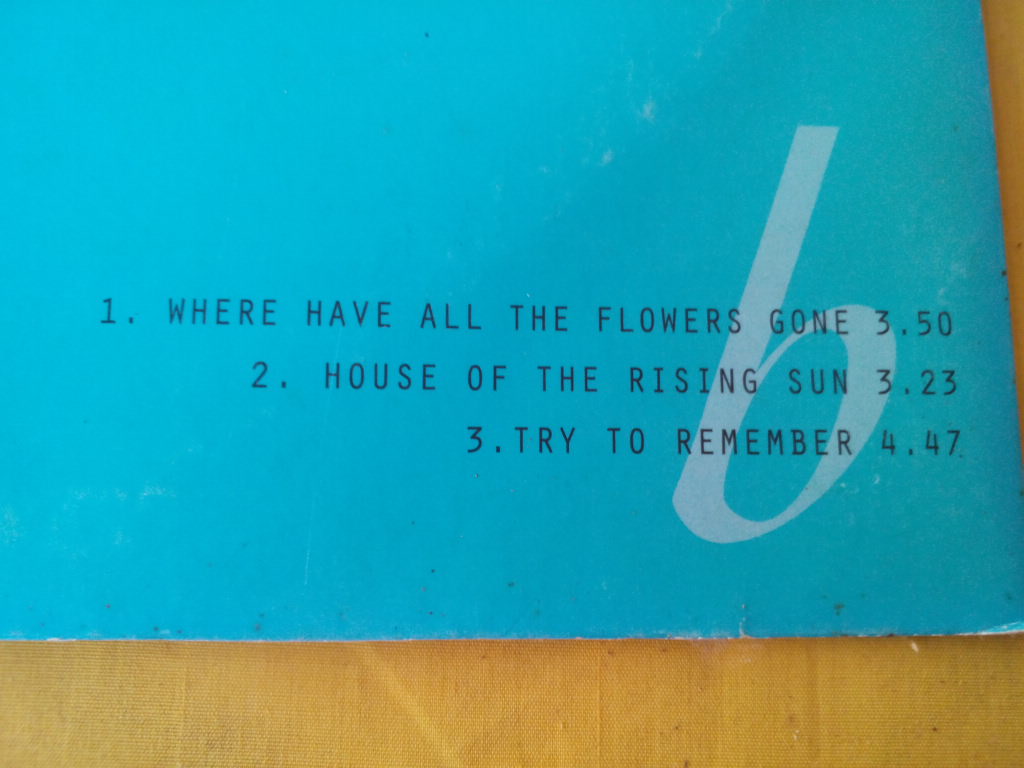 1. WHERE HAVE ALL THE FLOWERS GONE 3.50
2. HOUSE OF THE RISING SUN 3.23
3.TRY TO REMEMBER 4.47
b